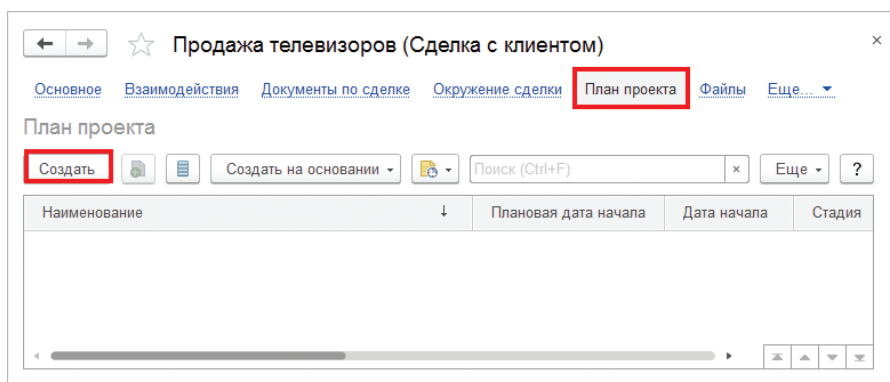 Продажа телевизоров (Сделка с клиентом)
Основное Взаимодействия Документы по сделке Окружение сделки План проекта Файлы Еще...
План проекта
Создать Создать на основании Поиск (Ctrl+F) × Еще ?
Наименование ↓ Плановая дата начала Дата начала Стадия